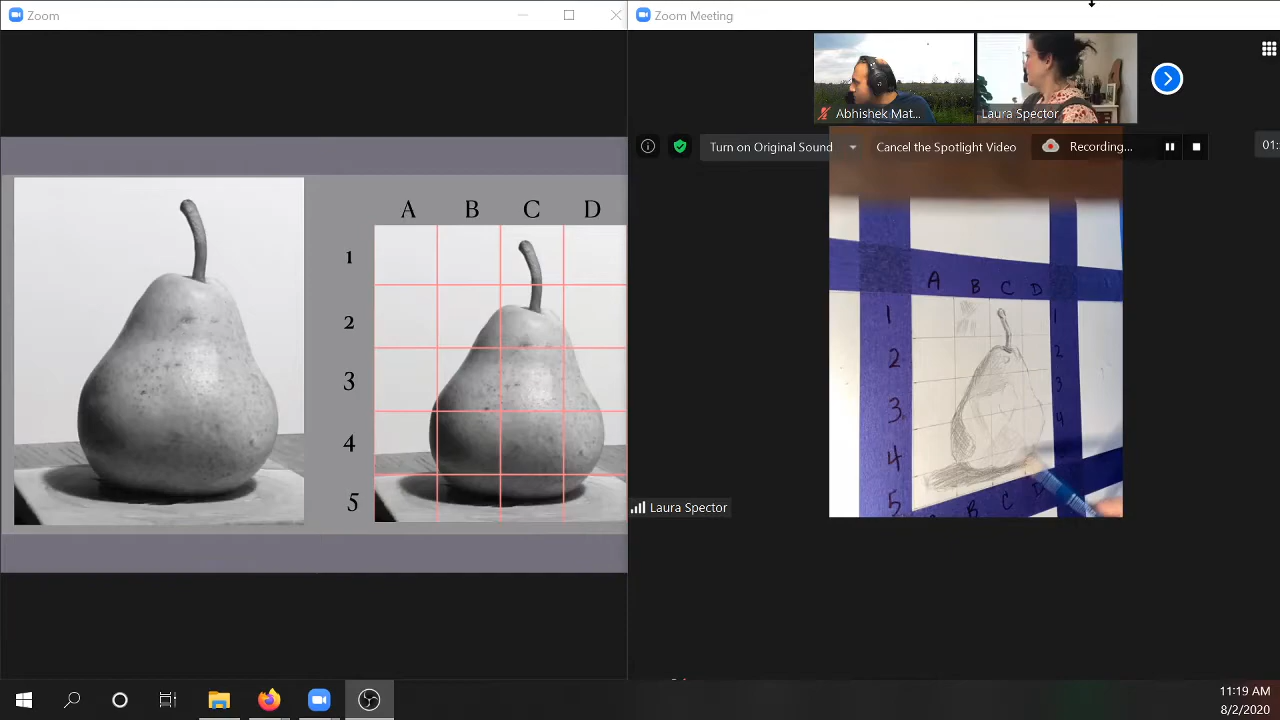 Zoom
Zoom Meeting
Abhishek Mat...
Laura Spector
Turn on Original Sound
Cancel the Spotlight Video
Recording...
01:
A B C D
1
2
3
4
5
A B C D
1 1
2 2
3 3
4 4
5
B C D
Laura Spector
11:19 AM
8/2/2020